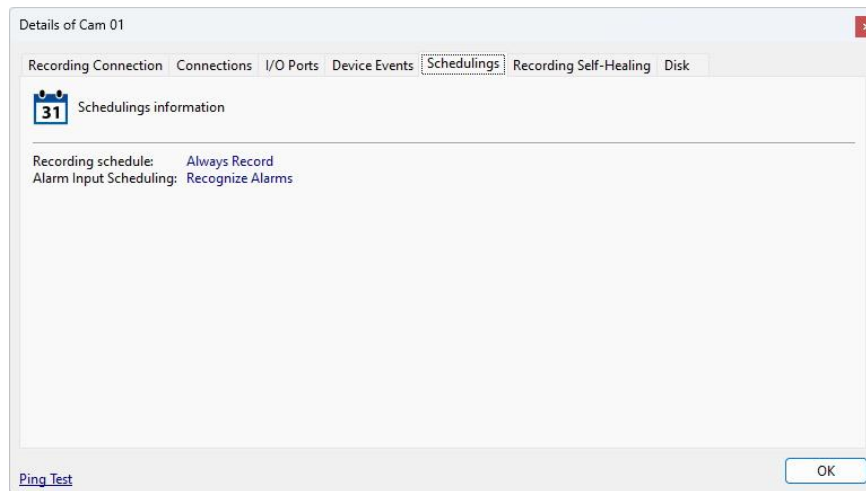 Details of Cam 01
Recording Connection Connections I/O Ports Device Events Schedulings Recording Self-Healing Disk
31 Schedulings information
Recording schedule: Always Record
Alarm Input Scheduling: Recognize Alarms
Ping Test OK